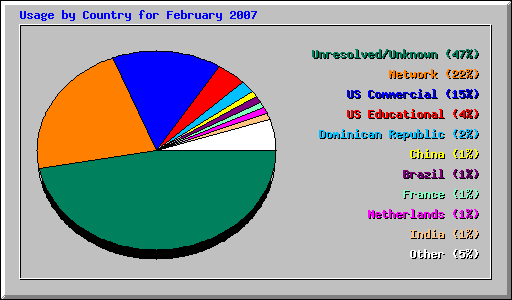 Usage by Country for February 2007
Unresolved/Unknown (47%)
Network (22%)
US Commercial (15%)
US Educational (4%)
Dominican Republic (2%)
China (1%)
Brazil (1%)
France (1%)
Netherlands (1%)
India (1%)
Other (5%)